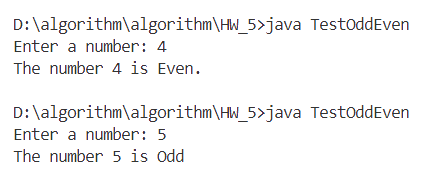 D:\algorithm\algorithm\HW_5>java TestOddEven
Enter a number: 4
The number 4 is Even.
D:\algorithm\algorithm\HW_5>java TestOddEven
Enter a number: 5
The number 5 is Odd